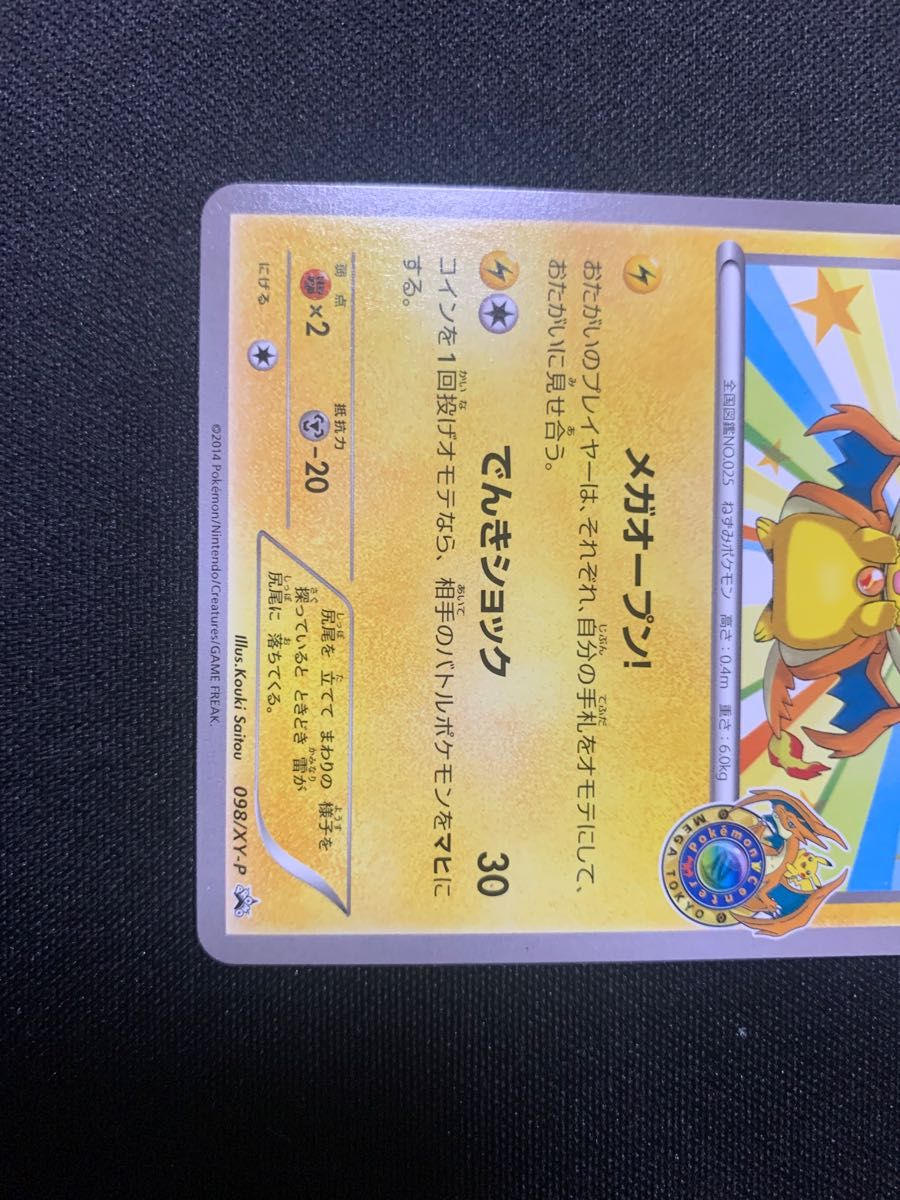 全国図鑑NO.025 ねずみポケモン 高さ:0.4m 重さ:6.0kg
Pokémon Center
MEGA TOKYO
メガオープン!
おたがいのプレイヤーは、それぞれ、自分の手札をオモテにして、
おたがいに見せ合う。
でんきショック 30
コインを1回投げオモテなら、相手のバトルポケモンをマヒに
する。
弱点 抵抗力
×2 -20
にげる
尻尾を 立てて まわりの 様子を
探っていると ときどき 雷が
尻尾に 落ちてくる。
Illus.Kouki Saitou 098/XY-P
©2014 Pokémon/Nintendo/Creatures/GAME FREAK.